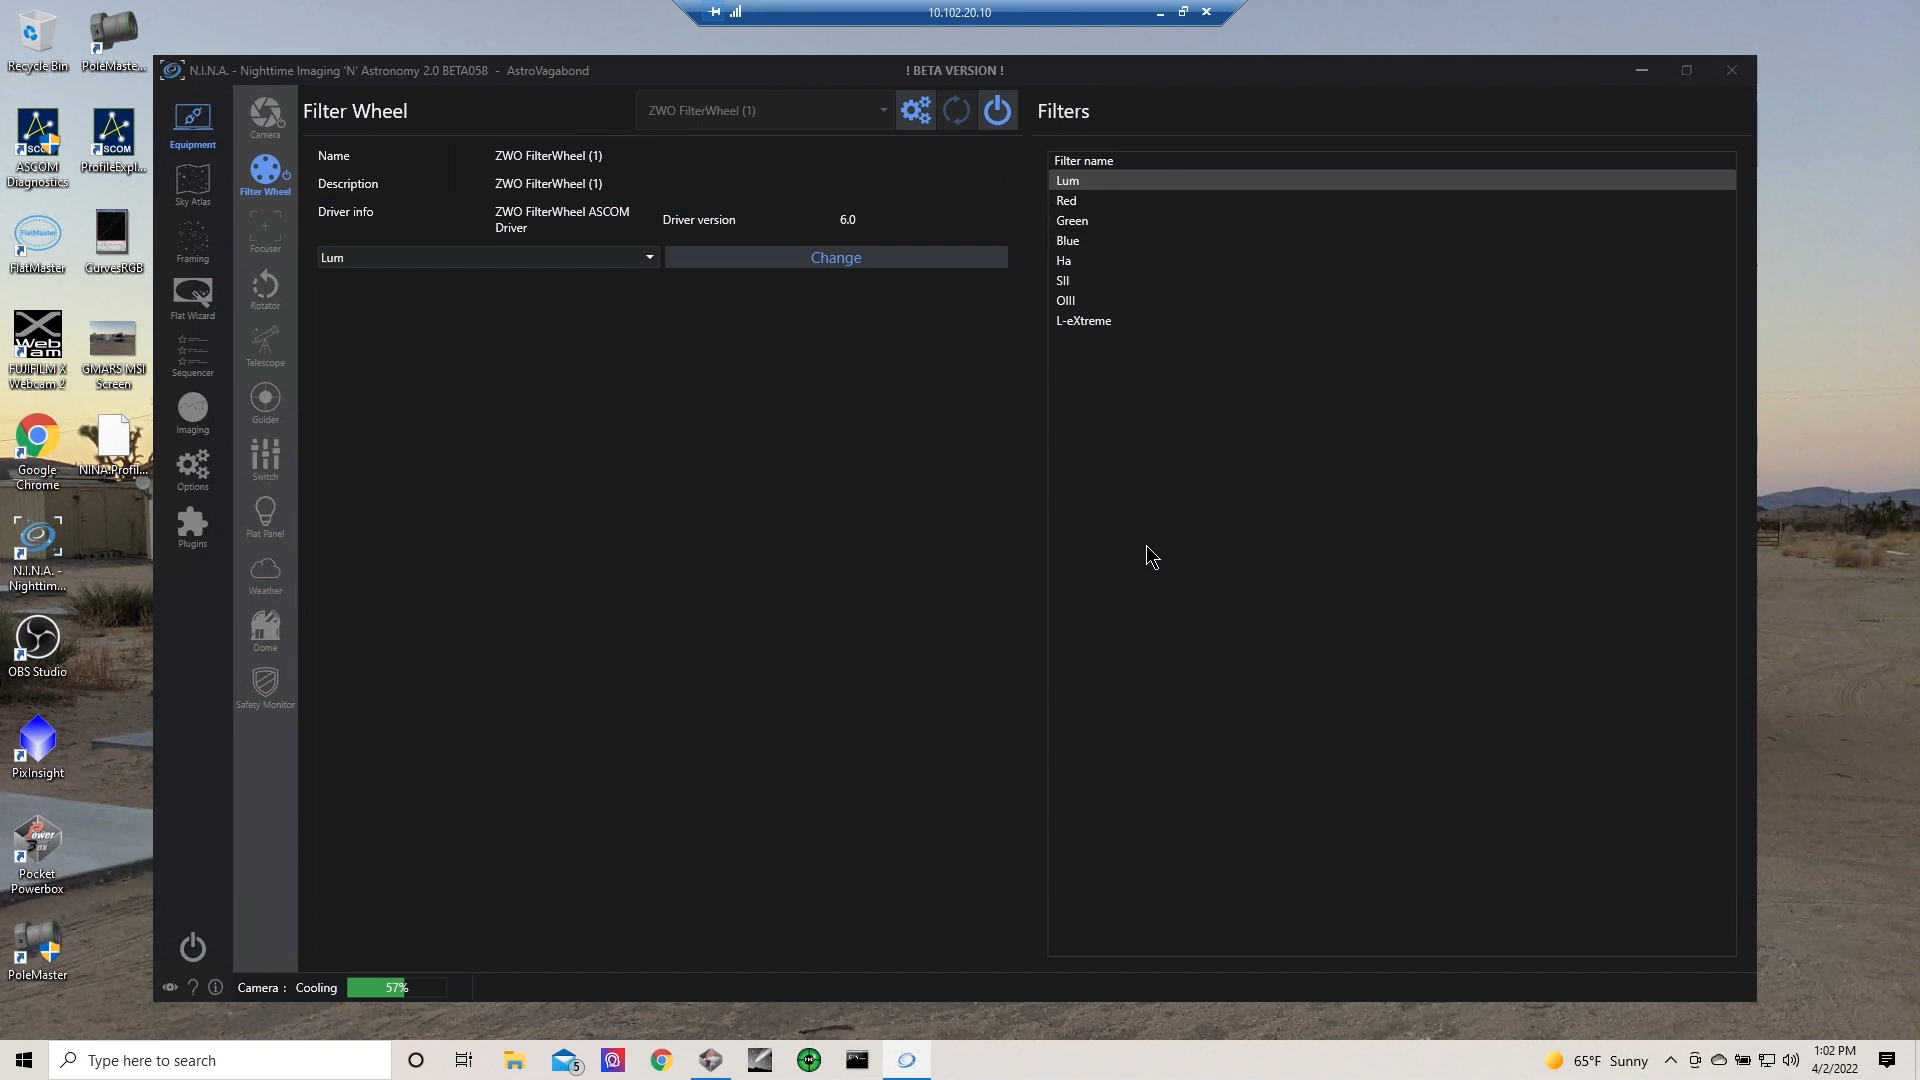 10.102.20.10
Recycle Bin
PoleMaste...
ASCOM
Diagnostics
ProfileExpl...
FlatMaster
CurvesRGB
FUJIFILM X
Webcam 2
GMARS MSI
Screen
Google
Chrome
NINA.Profil...
N.I.N.A. -
Nighttim...
OBS Studio
PixInsight
Pocket
Powerbox
PoleMaster
N.I.N.A. - Nighttime Imaging 'N' Astronomy 2.0 BETA058 - AstroVagabond
! BETA VERSION !
Equipment
Sky Atlas
Framing
Flat Wizard
Sequencer
Imaging
Options
Plugins
Camera
Filter Wheel
Focuser
Rotator
Telescope
Guider
Switch
Flat Panel
Weather
Dome
Safety Monitor
Filter Wheel
ZWO FilterWheel (1)
Name ZWO FilterWheel (1)
Description ZWO FilterWheel (1)
Driver info ZWO FilterWheel ASCOM
Driver
Driver version 6.0
Lum
Change
Filters
Filter name
Lum
Red
Green
Blue
Ha
SII
OIII
L-eXtreme
Camera : Cooling 57%
Type here to search
5
65°F Sunny
1:02 PM
4/2/2022